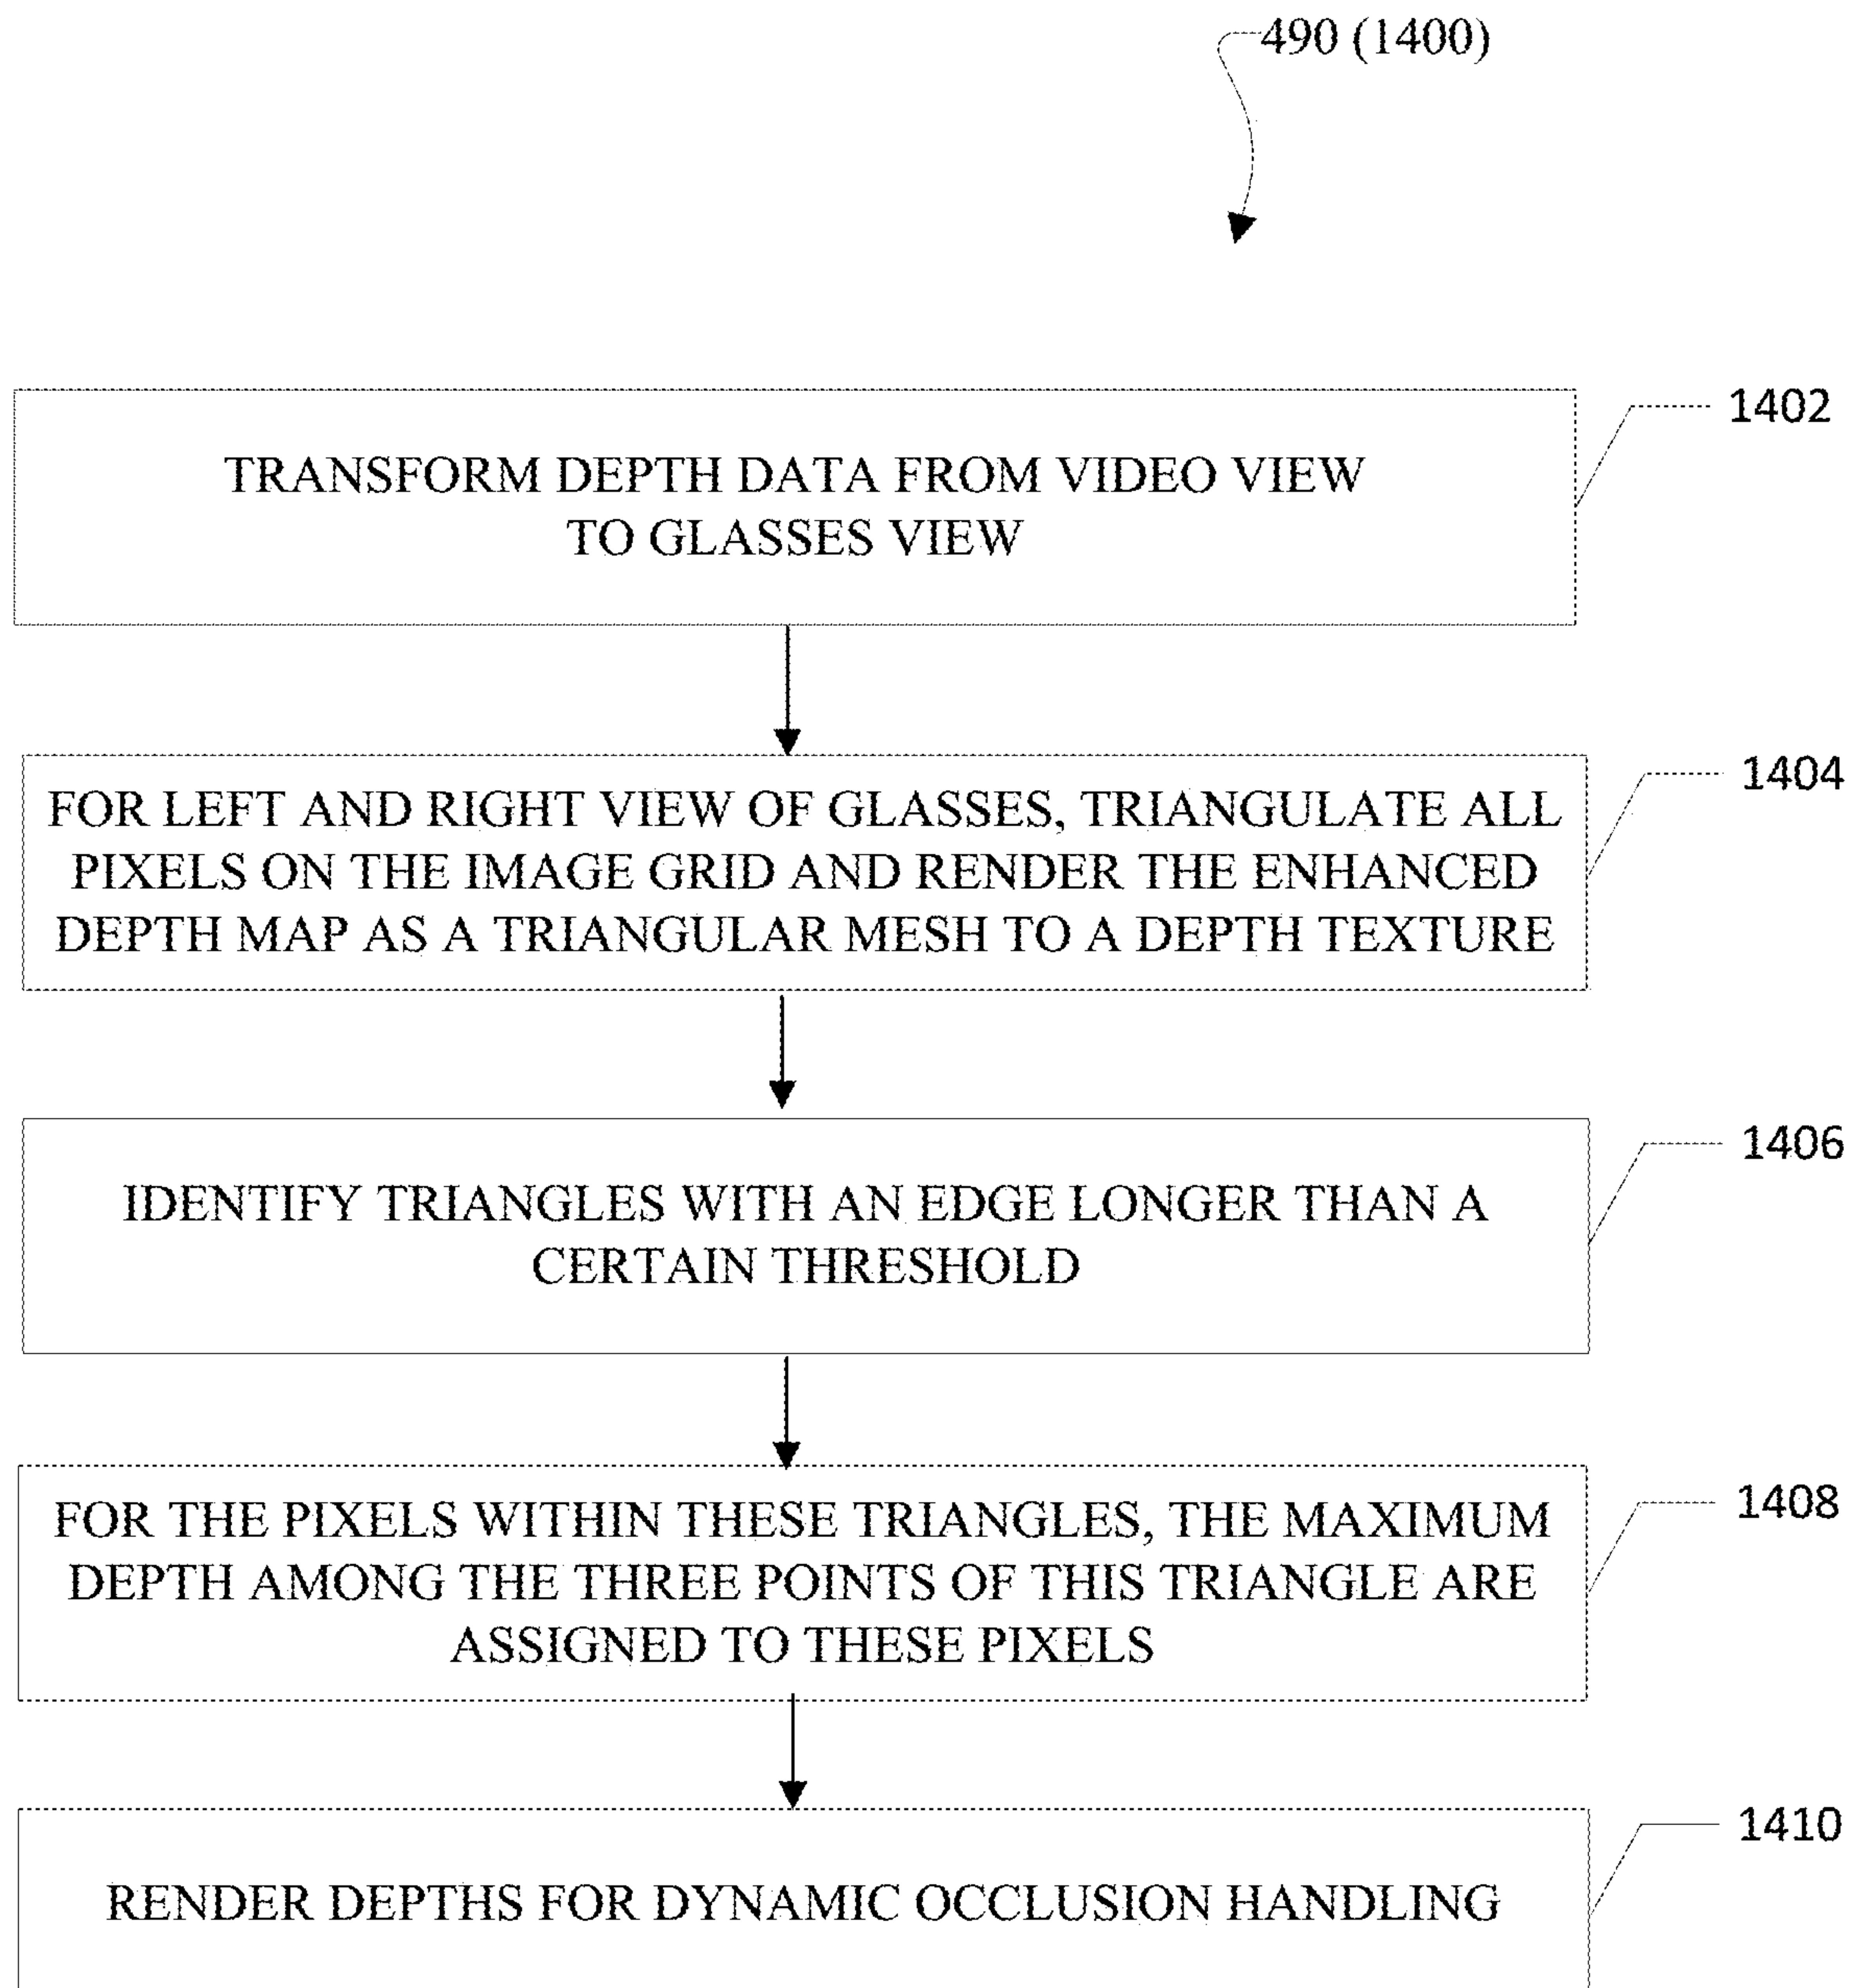 490 (1400)
1402
TRANSFORM DEPTH DATA FROM VIDEO VIEW
TO GLASSES VIEW
1404
FOR LEFT AND RIGHT VIEW OF GLASSES, TRIANGULATE ALL
PIXELS ON THE IMAGE GRID AND RENDER THE ENHANCED
DEPTH MAP AS A TRIANGULAR MESH TO A DEPTH TEXTURE
1406
IDENTIFY TRIANGLES WITH AN EDGE LONGER THAN A
CERTAIN THRESHOLD
1408
FOR THE PIXELS WITHIN THESE TRIANGLES, THE MAXIMUM
DEPTH AMONG THE THREE POINTS OF THIS TRIANGLE ARE
ASSIGNED TO THESE PIXELS
1410
RENDER DEPTHS FOR DYNAMIC OCCLUSION HANDLING